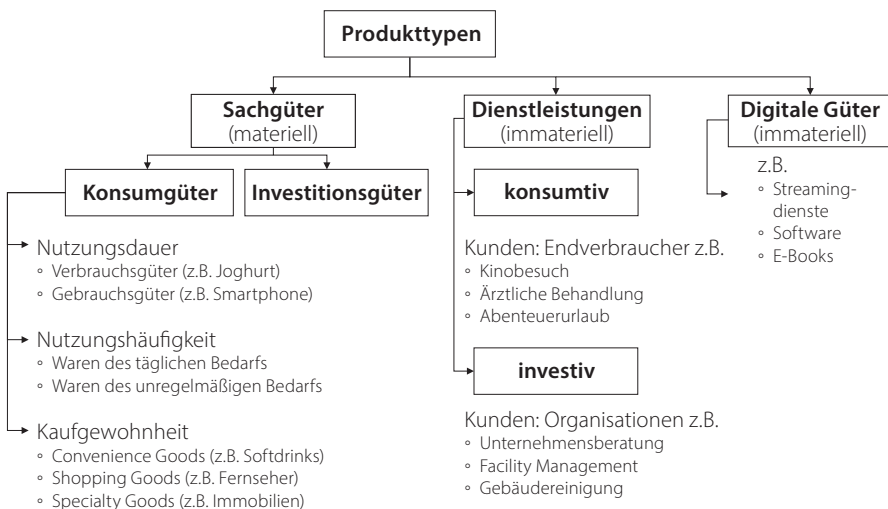 Produkttypen
Sachgüter
(materiell)
Konsumgüter
Investitionsgüter
Nutzungsdauer
° Verbrauchsgüter (z.B. Joghurt)
° Gebrauchsgüter (z.B. Smartphone)
Nutzungshäufigkeit
° Waren des täglichen Bedarfs
° Waren des unregelmäßigen Bedarfs
Kaufgewohnheit
° Convenience Goods (z.B. Softdrinks)
° Shopping Goods (z.B. Fernseher)
° Specialty Goods (z.B. Immobilien)
Dienstleistungen
(immateriell)
konsumtiv
Kunden: Endverbraucher z.B.
° Kinobesuch
° Ärztliche Behandlung
° Abenteuerurlaub
investiv
Kunden: Organisationen z.B.
° Unternehmensberatung
° Facility Management
° Gebäudereinigung
Digitale Güter
(immateriell)
z.B.
° Streaming-
dienste
° Software
° E-Books